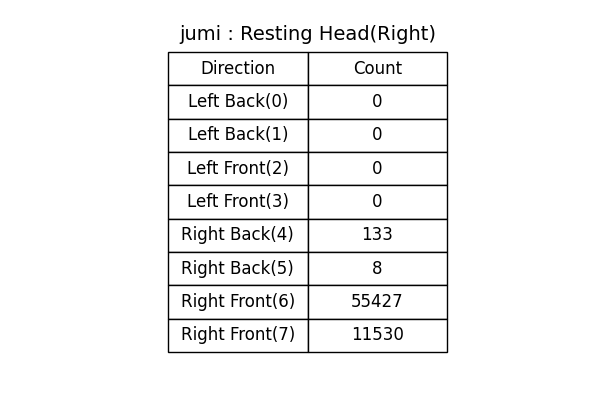 jumi : Resting Head(Right)
Direction Count
Left Back(0) 0
Left Back(1) 0
Left Front(2) 0
Left Front(3) 0
Right Back(4) 133
Right Back(5) 8
Right Front(6) 55427
Right Front(7) 11530